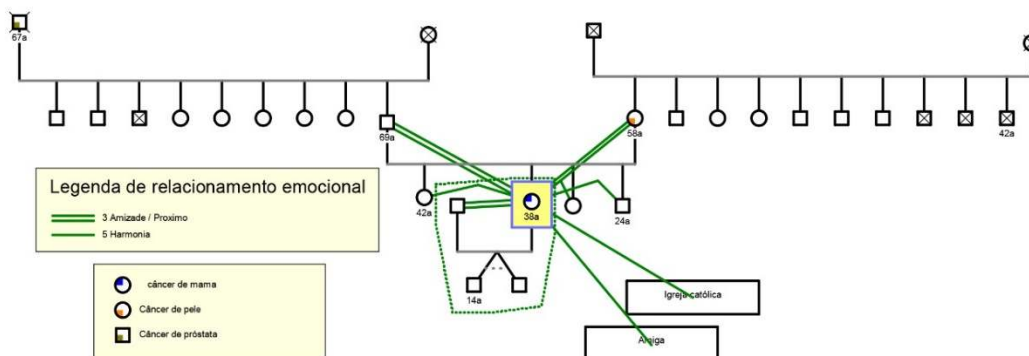 67a
69a
58a
42a
42a
38a
24a
14a
Legenda de relacionamento emocional
3 Amizade / Proximo
5 Harmonia
câncer de mama
Câncer de pele
Câncer de próstata
Igreja católica
Amiga